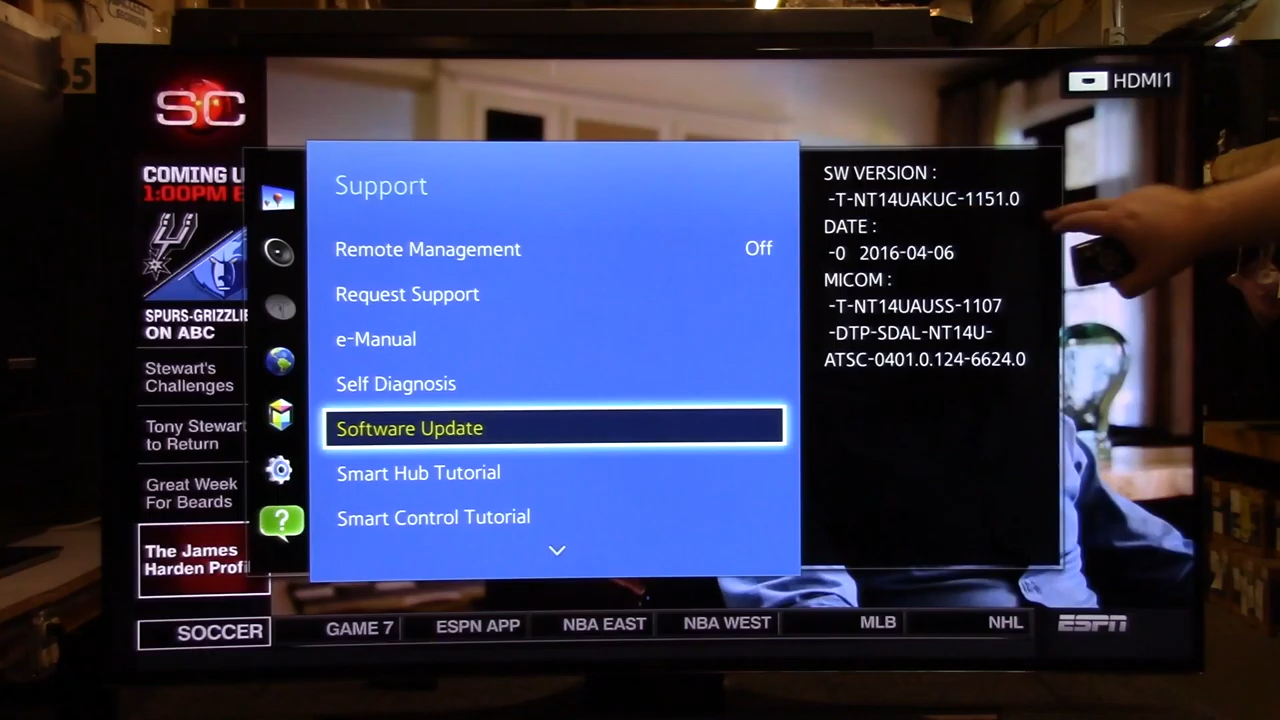 65
SC
HDMI1
COMING U
1:00PM E
SPURS-GRIZZLIE
ON ABC
Stewart's
Challenges
Tony Stewart
to Return
Great Week
For Beards
The James
Harden Profi
Support
Remote Management Off
Request Support
e-Manual
Self Diagnosis
Software Update
Smart Hub Tutorial
Smart Control Tutorial
SW VERSION :
-T-NT14UAKUC-1151.0
DATE :
-0 2016-04-06
MICOM :
-T-NT14UAUSS-1107
-DTP-SDAL-NT14U-
ATSC-0401.0.124-6624.0
SOCCER GAME 7 ESPN APP NBA EAST NBA WEST MLB NHL ESPN